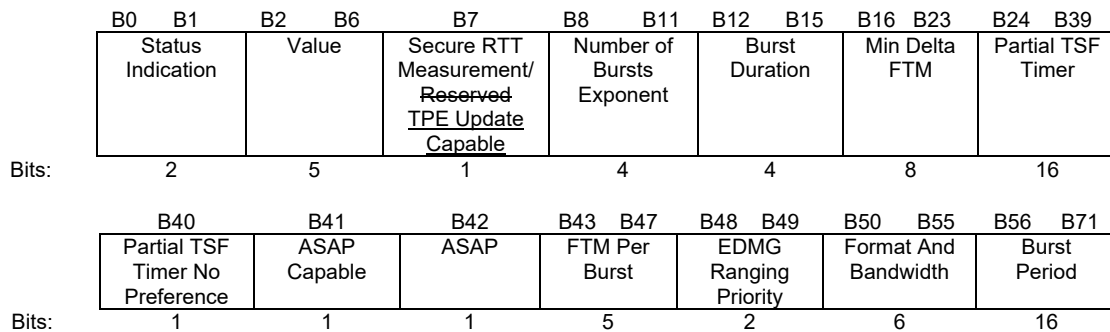 B0 B1 B2 B6 B7 B8 B11 B12 B15 B16 B23 B24 B39
Status Value Secure RTT Number of Burst Min Delta Partial TSF
Indication Measurement/ Bursts Duration FTM Timer
Reserved Exponent
TPE Update
Capable
Bits: 2 5 1 4 4 8 16
B40 B41 B42 B43 B47 B48 B49 B50 B55 B56 B71
Partial TSF ASAP ASAP FTM Per EDMG Format And Burst
Timer No Capable Burst Ranging Bandwidth Period
Preference Priority
Bits: 1 1 1 5 2 6 16